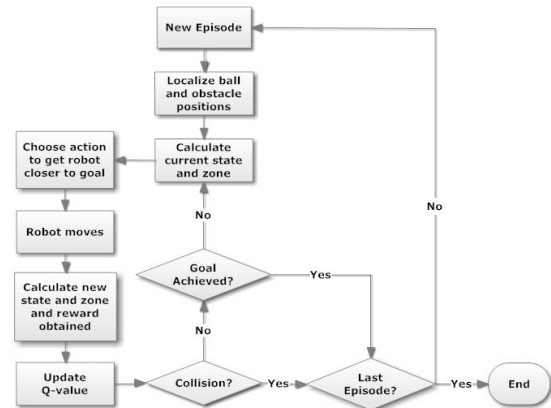 New Episode
Localize ball
and obstacle
positions
Calculate
current state
and zone
Choose action
to get robot
closer to goal
Robot moves
Calculate new
state and zone
and reward
obtained
Update
Q-value
Collision?
No
Goal
Achieved?
No
Yes
Yes
Last
Episode?
No
Yes
End